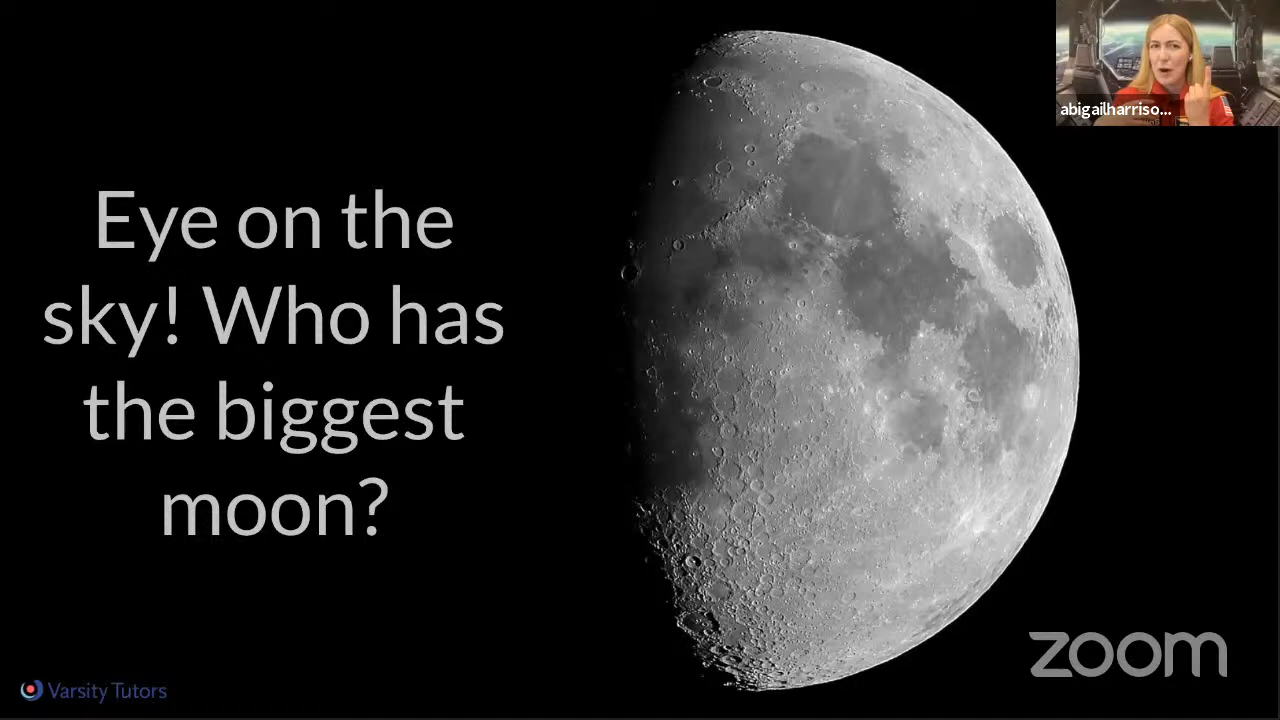 Eye on the
sky! Who has
the biggest
moon?
abigailharriso...
zoom
Varsity Tutors